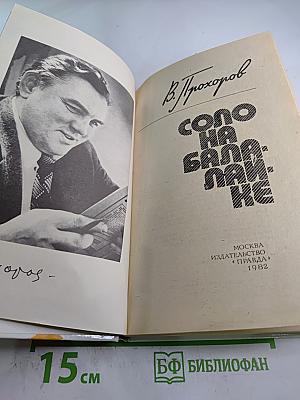 В. Прохоров
СОЛО
НА
БАЛА-
ЛАЙ-
КЕ
МОСКВА
ИЗДАТЕЛЬСТВО
«ПРАВДА»
1982
15 см
БФ БИБЛИОФАН